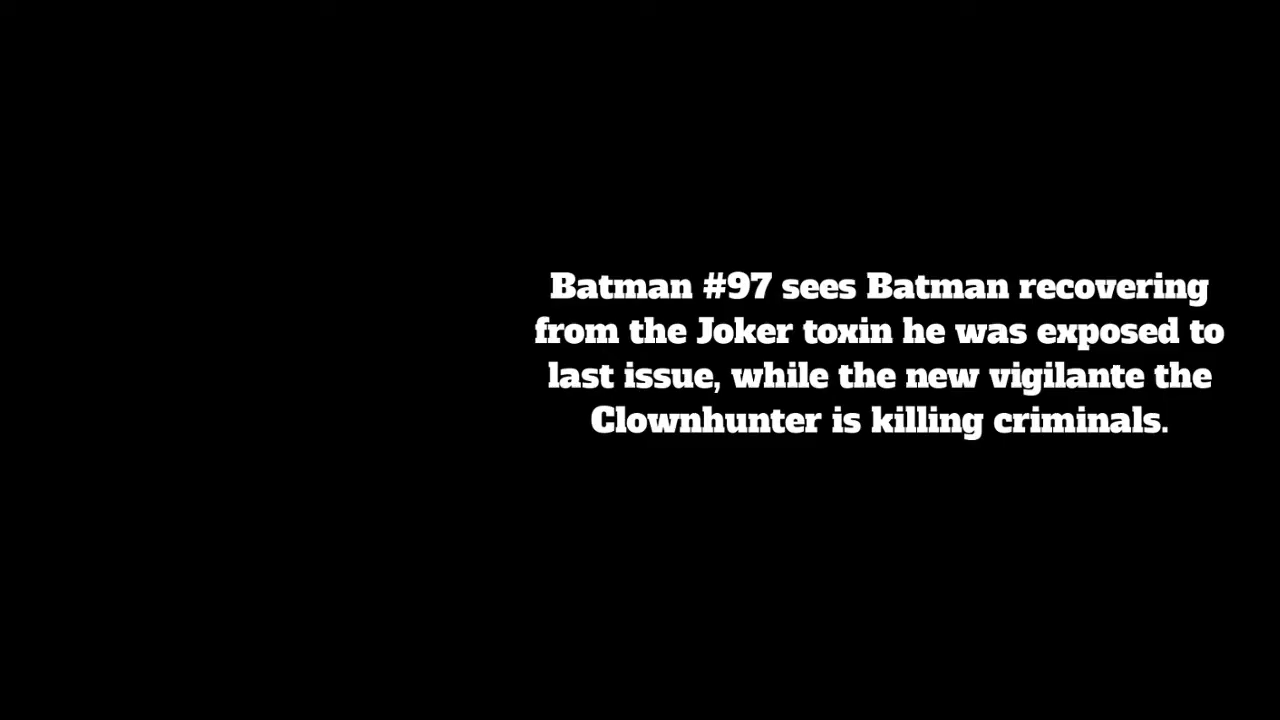 Batman #97 sees Batman recovering
from the Joker toxin he was exposed to
last issue, while the new vigilante the
Clownhunter is killing criminals.